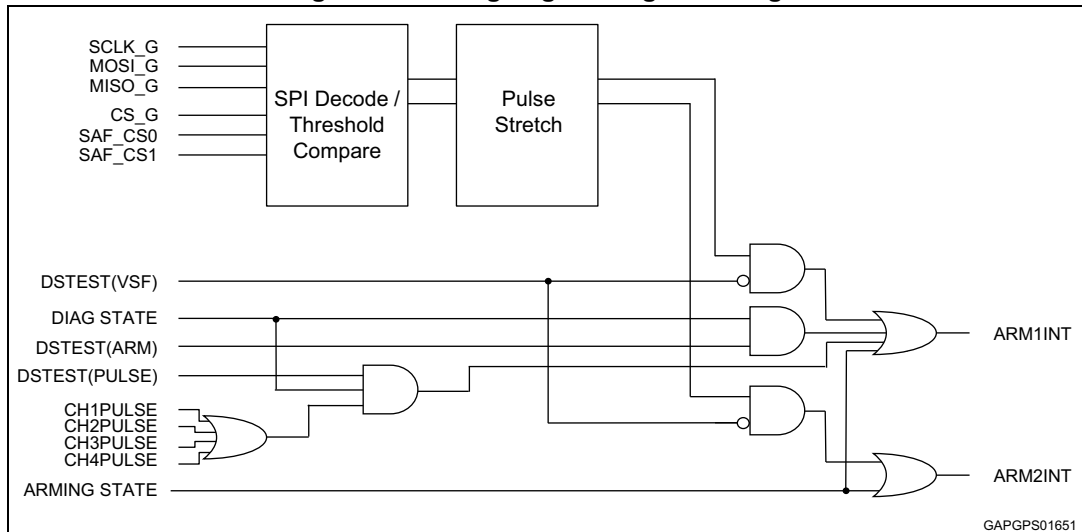 SCLK_G
MOSI_G
MISO_G
CS_G
SAF_CS0
SAF_CS1
SPI Decode /
Threshold
Compare
Pulse
Stretch
DSTEST(VSF)
DIAG STATE
DSTEST(ARM)
DSTEST(PULSE)
CH1PULSE
CH2PULSE
CH3PULSE
CH4PULSE
ARMING STATE
ARM1INT
ARM2INT
GAPGPS01651